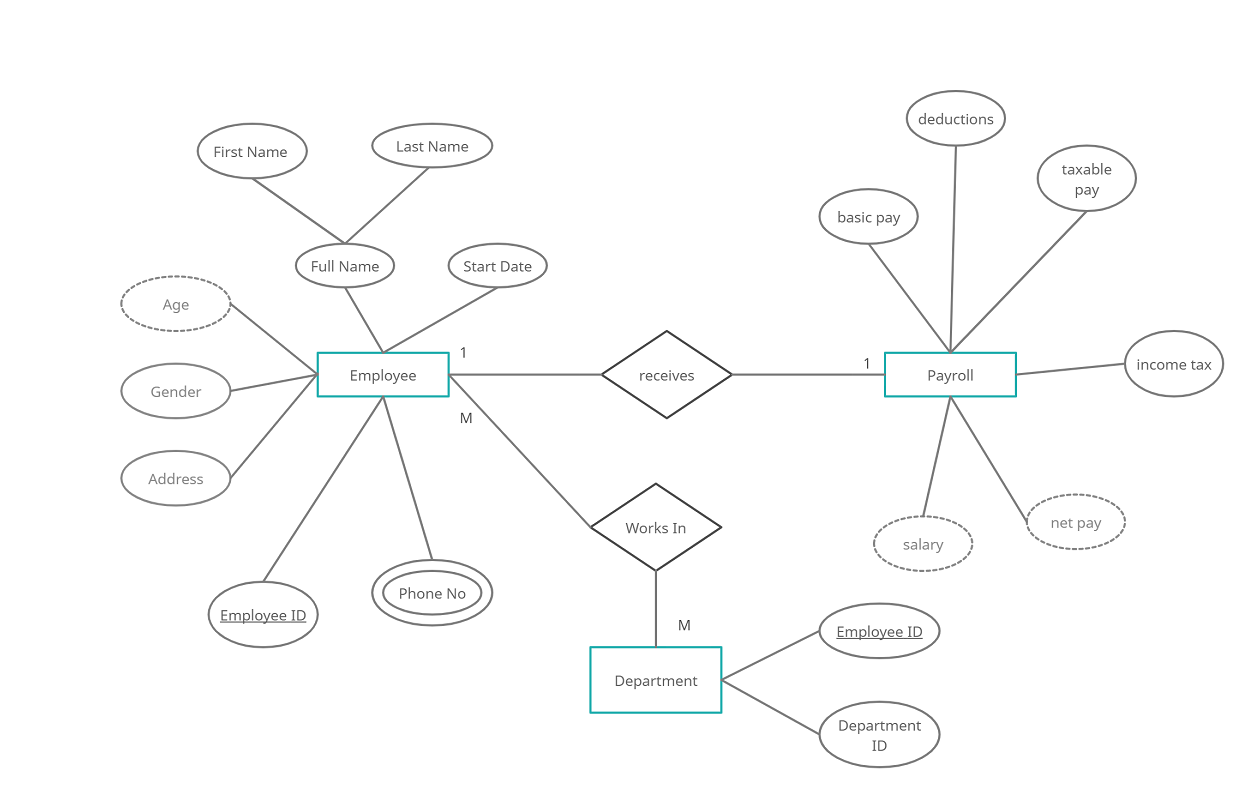 deductions
First Name
Last Name
taxable
pay
basic pay
Full Name
Start Date
Age
1
1
income tax
Employee
receives
Payroll
Gender
M
Address
net pay
Works In
salary
Phone No
Employee ID
M
Employee ID
Department
Department
ID